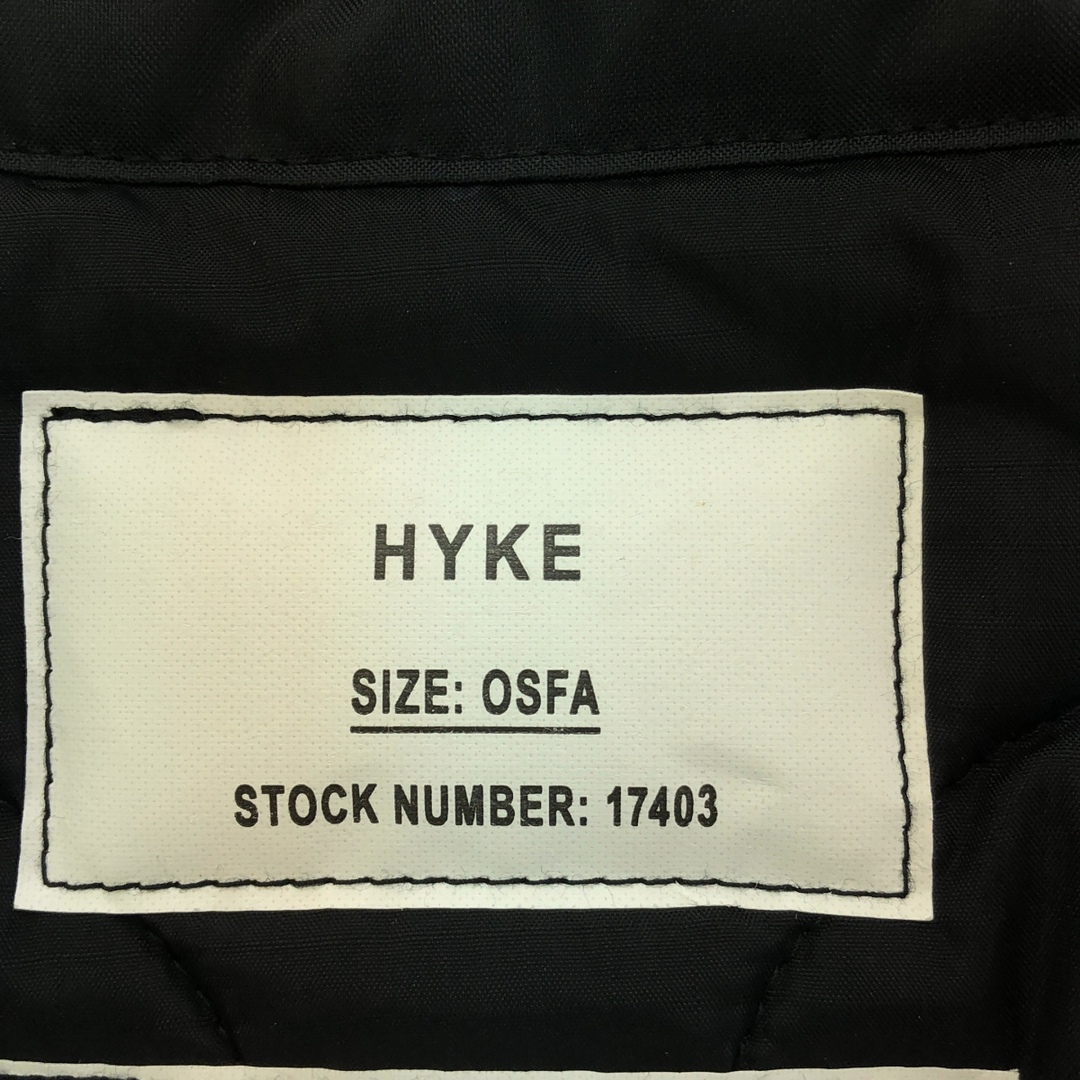 HYKE
SIZE: OSFA
STOCK NUMBER: 17403